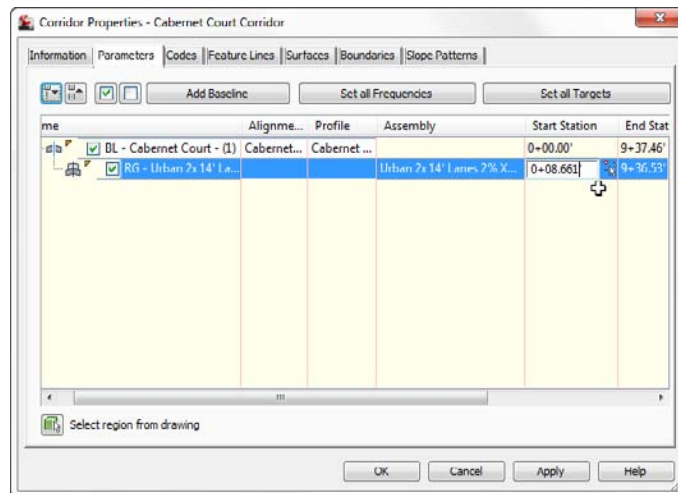 Corridor Properties - Cabernet Court Corridor
Information Parameters Codes Feature Lines Surfaces Boundaries Slope Patterns
Add Baseline Set all Frequencies Set all Targets
me Alignme... Profile Assembly Start Station End Stat
BL - Cabernet Court - (1) Cabernet... Cabernet ... 0+00.00' 9+37.46'
RG - Urban 2x 14' La... Urban 2x 14' Lanes 2% X... 0+08.661 9+36.53'
Select region from drawing
OK Cancel Apply Help